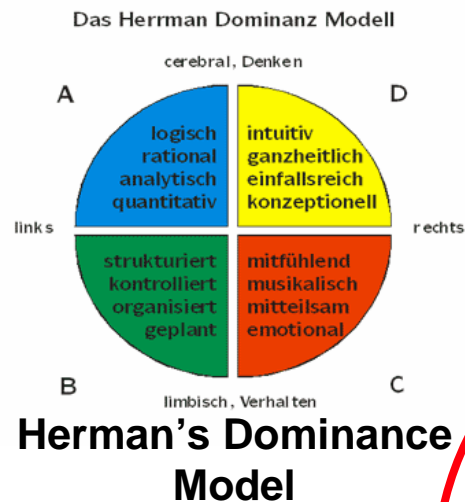 Das Herrman Dominanz Modell
cerebral, Denken
A
D
logisch
rational
analytisch
quantitativ
intuitiv
ganzheitlich
einfallsreich
konzeptionell
links
rechts
strukturiert
kontrolliert
organisiert
geplant
mitfühlend
musikalisch
mitteilsam
emotional
B
C
limbisch, Verhalten
Herman's Dominance
Model